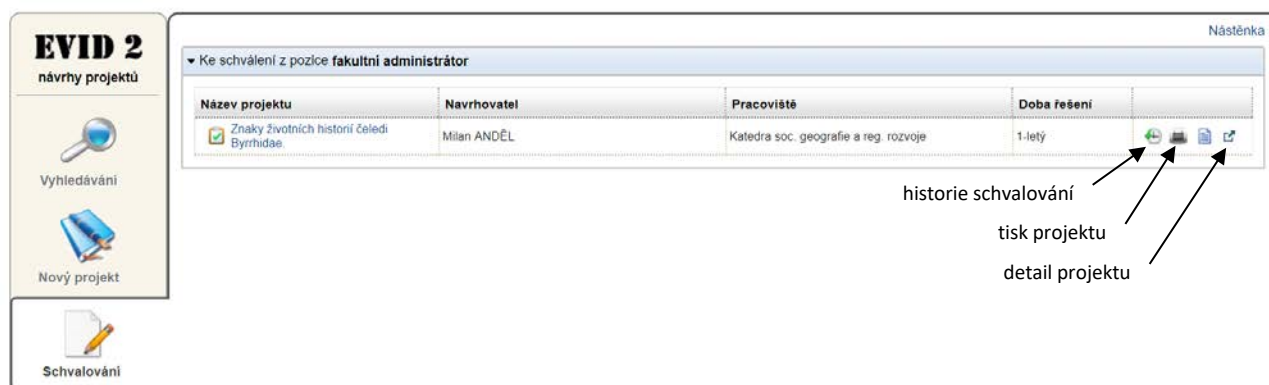 EVID 2
návrhy projektů
Vyhledávání
Nový projekt
Schvalování
Nástěnka
Ke schválení z pozice fakultní administrátor
Název projektu Navrhovatel Pracoviště Doba řešení
Znaky životních historií čeledi
Byrrhidae. Milan ANDĚL Katedra soc. geografie a reg. rozvoje 1-letý
historie schvalování
tisk projektu
detail projektu